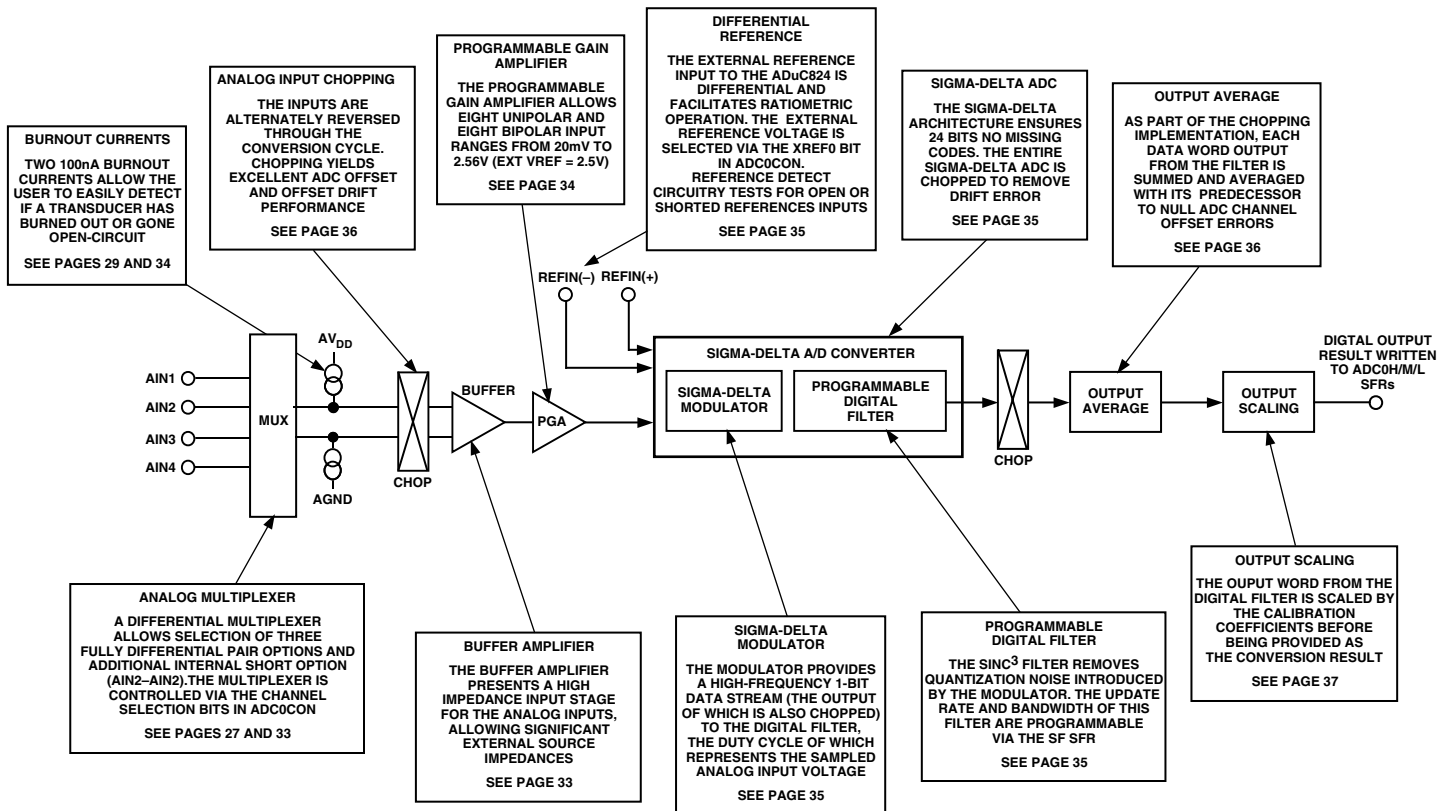 DIFFERENTIAL
REFERENCE
THE EXTERNAL REFERENCE
INPUT TO THE ADuC824 IS
DIFFERENTIAL AND
FACILITATES RATIOMETRIC
OPERATION. THE EXTERNAL
REFERENCE VOLTAGE IS
SELECTED VIA THE XREF0 BIT
IN ADC0CON.
REFERENCE DETECT
CIRCUITRY TESTS FOR OPEN OR
SHORTED REFERENCES INPUTS
SEE PAGE 35
PROGRAMMABLE GAIN
AMPLIFIER
THE PROGRAMMABLE
GAIN AMPLIFIER ALLOWS
EIGHT UNIPOLAR AND
EIGHT BIPOLAR INPUT
RANGES FROM 20mV TO
2.56V (EXT VREF = 2.5V)
SEE PAGE 34
ANALOG INPUT CHOPPING
THE INPUTS ARE
ALTERNATELY REVERSED
THROUGH THE
CONVERSION CYCLE.
CHOPPING YIELDS
EXCELLENT ADC OFFSET
AND OFFSET DRIFT
PERFORMANCE
SEE PAGE 36
SIGMA-DELTA ADC
THE SIGMA-DELTA
ARCHITECTURE ENSURES
24 BITS NO MISSING
CODES. THE ENTIRE
SIGMA-DELTA ADC IS
CHOPPED TO REMOVE
DRIFT ERROR
SEE PAGE 35
OUTPUT AVERAGE
AS PART OF THE CHOPPING
IMPLEMENTATION, EACH
DATA WORD OUTPUT
FROM THE FILTER IS
SUMMED AND AVERAGED
WITH ITS PREDECESSOR
TO NULL ADC CHANNEL
OFFSET ERRORS
SEE PAGE 36
BURNOUT CURRENTS
TWO 100nA BURNOUT
CURRENTS ALLOW THE
USER TO EASILY DETECT
IF A TRANSDUCER HAS
BURNED OUT OR GONE
OPEN-CIRCUIT
SEE PAGES 29 AND 34
REFIN(–)
REFIN(+)
AVDD
AIN1
AIN2
AIN3
AIN4
MUX
AGND
CHOP
BUFFER
PGA
SIGMA-DELTA A/D CONVERTER
SIGMA-DELTA
MODULATOR
PROGRAMMABLE
DIGITAL
FILTER
CHOP
OUTPUT
AVERAGE
OUTPUT
SCALING
DIGTAL OUTPUT
RESULT WRITTEN
TO ADC0H/M/L
SFRs
ANALOG MULTIPLEXER
A DIFFERENTIAL MULTIPLEXER
ALLOWS SELECTION OF THREE
FULLY DIFFERENTIAL PAIR OPTIONS AND
ADDITIONAL INTERNAL SHORT OPTION
(AIN2–AIN2).THE MULTIPLEXER IS
CONTROLLED VIA THE CHANNEL
SELECTION BITS IN ADC0CON
SEE PAGES 27 AND 33
BUFFER AMPLIFIER
THE BUFFER AMPLIFIER
PRESENTS A HIGH
IMPEDANCE INPUT STAGE
FOR THE ANALOG INPUTS,
ALLOWING SIGNIFICANT
EXTERNAL SOURCE
IMPEDANCES
SEE PAGE 33
SIGMA-DELTA
MODULATOR
THE MODULATOR PROVIDES
A HIGH-FREQUENCY 1-BIT
DATA STREAM (THE OUTPUT
OF WHICH IS ALSO CHOPPED)
TO THE DIGITAL FILTER,
THE DUTY CYCLE OF WHICH
REPRESENTS THE SAMPLED
ANALOG INPUT VOLTAGE
SEE PAGE 35
PROGRAMMABLE
DIGITAL FILTER
THE SINC3 FILTER REMOVES
QUANTIZATION NOISE INTRODUCED
BY THE MODULATOR. THE UPDATE
RATE AND BANDWIDTH OF THIS
FILTER ARE PROGRAMMABLE
VIA THE SF SFR
SEE PAGE 35
OUTPUT SCALING
THE OUPUT WORD FROM THE
DIGITAL FILTER IS SCALED BY
THE CALIBRATION
COEFFICIENTS BEFORE
BEING PROVIDED AS
THE CONVERSION RESULT
SEE PAGE 37